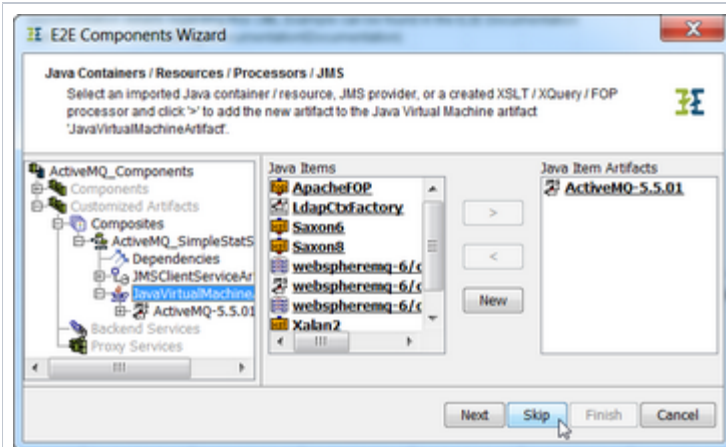 E2E Components Wizard
Java Containers / Resources / Processors / JMS
Select an imported Java container / resource, JMS provider, or a created XSLT / XQuery / FOP
processor and click '>' to add the new artifact to the Java Virtual Machine artifact
'JavaVirtualMachineArtifact'.
ActiveMQ_Components
Components
Customized Artifacts
Composites
ActiveMQ_SimpleStatS
Dependencies
JMSClientServiceAr
JavaVirtualMachine
ActiveMQ-5.5.01
Backend Services
Proxy Services
Java Items
ApacheFOP
LdapCtxFactory
Saxon6
Saxon8
webspheremq-6/c
webspheremq-6/c
webspheremq-6/c
Xalan2
>
<
New
Java Item Artifacts
ActiveMQ-5.5.01
Next
Skip
Finish
Cancel